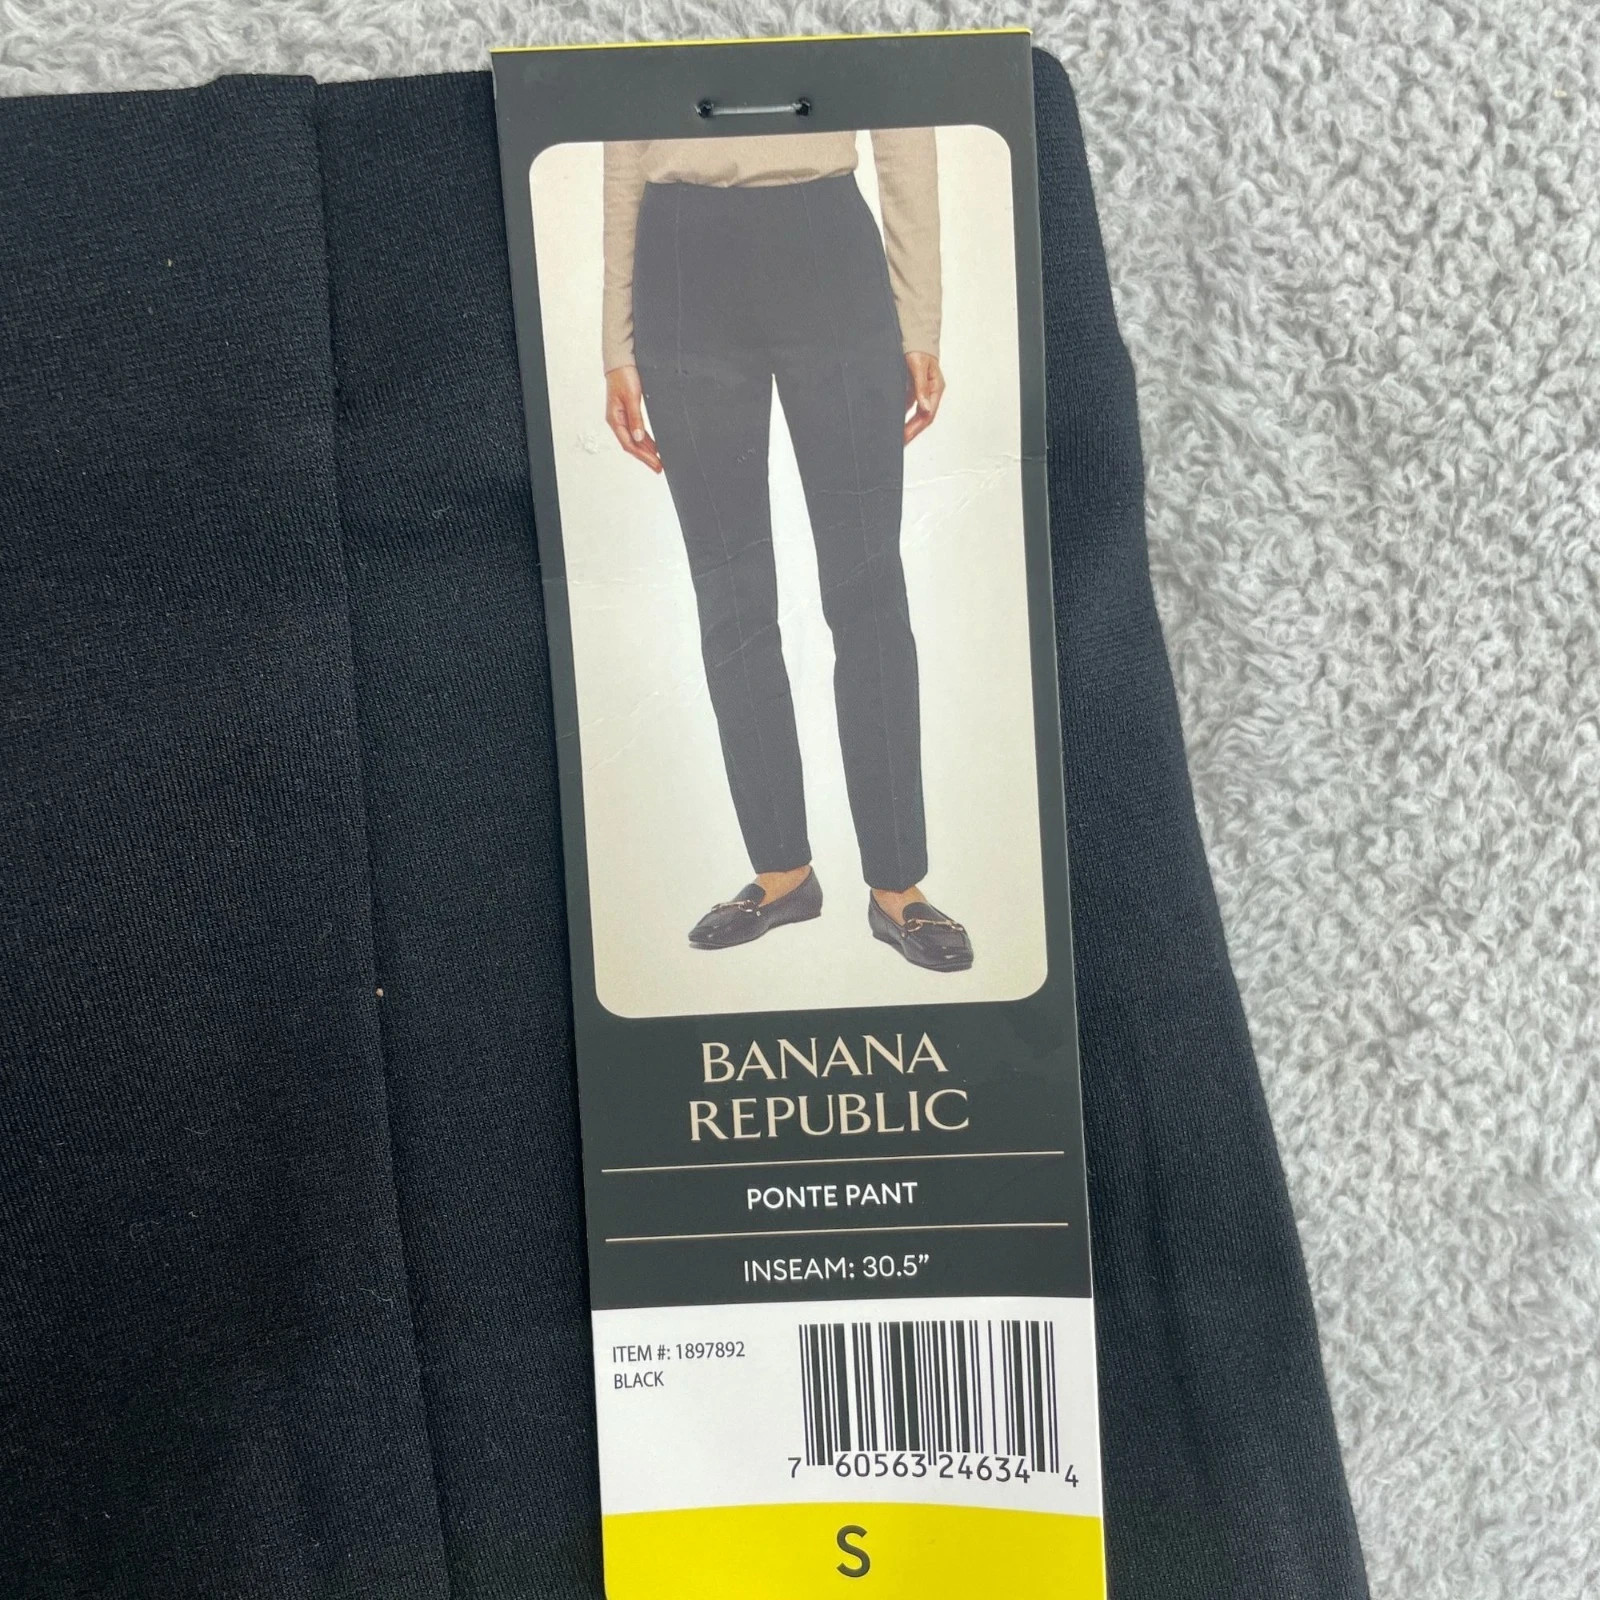 BANANA
REPUBLIC
PONTE PANT
INSEAM: 30.5”
ITEM #: 1897892
BLACK
7 60563 24634 4
S